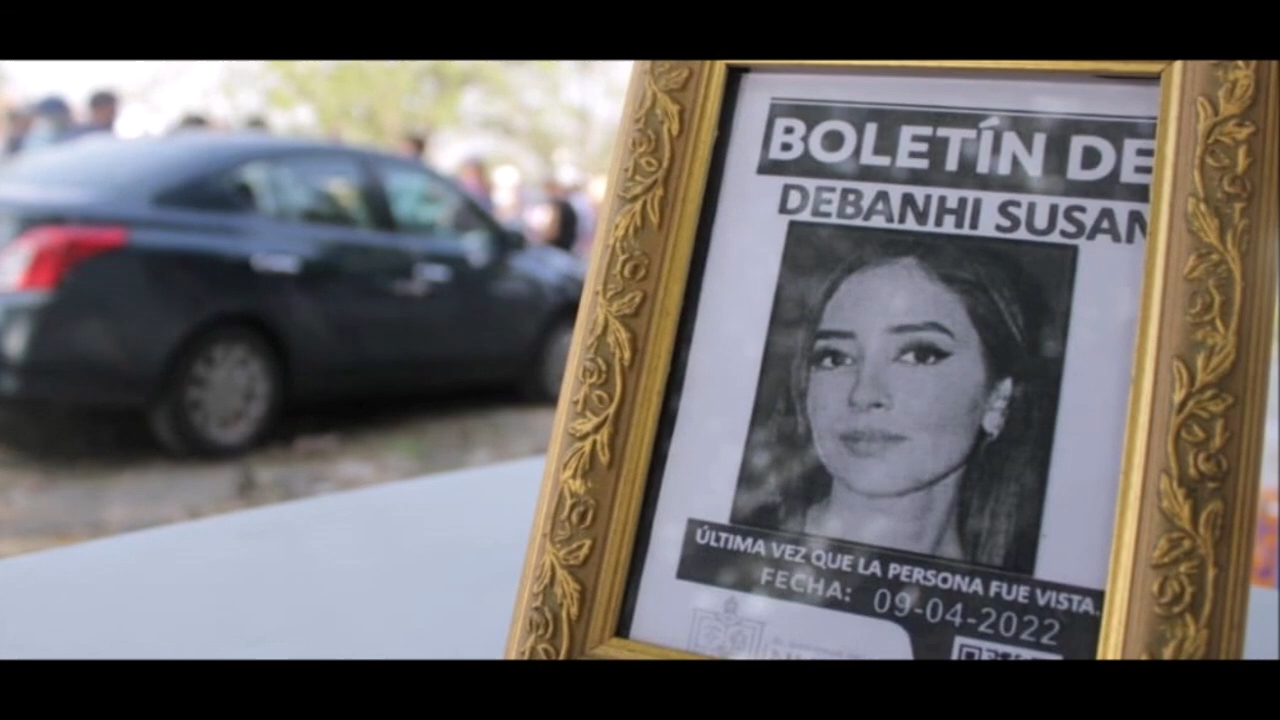 BOLETÍN DE
DEBANHI SUSAN
ÚLTIMA VEZ QUE LA PERSONA FUE VISTA.
FECHA: 09-04-2022